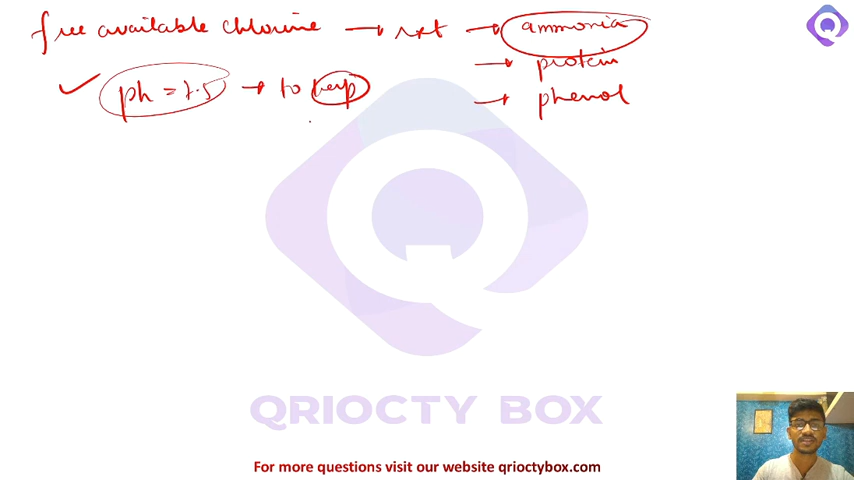 free available chlorine → rxt → ammonia
→ protein
✓ ph = 7.5 → to keep
→ phenol
QRIOCTY BOX
For more questions visit our website qrioctybox.com